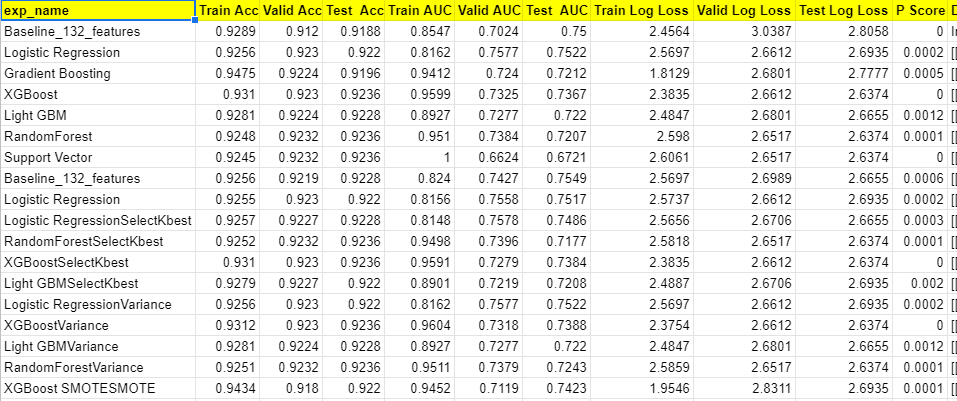 exp_name Train Acc Valid Acc Test Acc Train AUC Valid AUC Test AUC Train Log Loss Valid Log Loss Test Log Loss P Score
Baseline_132_features 0.9289 0.912 0.9188 0.8547 0.7024 0.75 2.4564 3.0387 2.8058 0 In
Logistic Regression 0.9256 0.923 0.922 0.8162 0.7577 0.7522 2.5697 2.6612 2.6935 0.0002 [[
Gradient Boosting 0.9475 0.9224 0.9196 0.9412 0.724 0.7212 1.8129 2.6801 2.7777 0.0005 [[
XGBoost 0.931 0.923 0.9236 0.9599 0.7325 0.7367 2.3835 2.6612 2.6374 0 [[
Light GBM 0.9281 0.9224 0.9228 0.8927 0.7277 0.722 2.4847 2.6801 2.6655 0.0012 [[
RandomForest 0.9248 0.9232 0.9236 0.951 0.7384 0.7207 2.598 2.6517 2.6374 0.0001 [[
Support Vector 0.9245 0.9232 0.9236 1 0.6624 0.6721 2.6061 2.6517 2.6374 0 [[
Baseline_132_features 0.9256 0.9219 0.9228 0.824 0.7427 0.7549 2.5697 2.6989 2.6655 0.0006 [[
Logistic Regression 0.9255 0.923 0.922 0.8156 0.7558 0.7517 2.5737 2.6612 2.6935 0.0002 [[
Logistic RegressionSelectKbest 0.9257 0.9227 0.9228 0.8148 0.7578 0.7486 2.5656 2.6706 2.6655 0.0003 [[
RandomForestSelectKbest 0.9252 0.9232 0.9236 0.9498 0.7396 0.7177 2.5818 2.6517 2.6374 0.0001 [[
XGBoostSelectKbest 0.931 0.923 0.9236 0.9591 0.7279 0.7384 2.3835 2.6612 2.6374 0 [[
Light GBMSelectKbest 0.9279 0.9227 0.922 0.8901 0.7219 0.7208 2.4887 2.6706 2.6935 0.002 [[
Logistic RegressionVariance 0.9256 0.923 0.922 0.8162 0.7577 0.7522 2.5697 2.6612 2.6935 0.0002 [[
XGBoostVariance 0.9312 0.923 0.9236 0.9604 0.7318 0.7388 2.3754 2.6612 2.6374 0 [[
Light GBMVariance 0.9281 0.9224 0.9228 0.8927 0.7277 0.722 2.4847 2.6801 2.6655 0.0012 [[
RandomForestVariance 0.9251 0.9232 0.9236 0.9511 0.7379 0.7243 2.5859 2.6517 2.6374 0.0001 [[
XGBoost SMOTESMOTE 0.9434 0.918 0.922 0.9452 0.7119 0.7423 1.9546 2.8311 2.6935 0.0001 [[